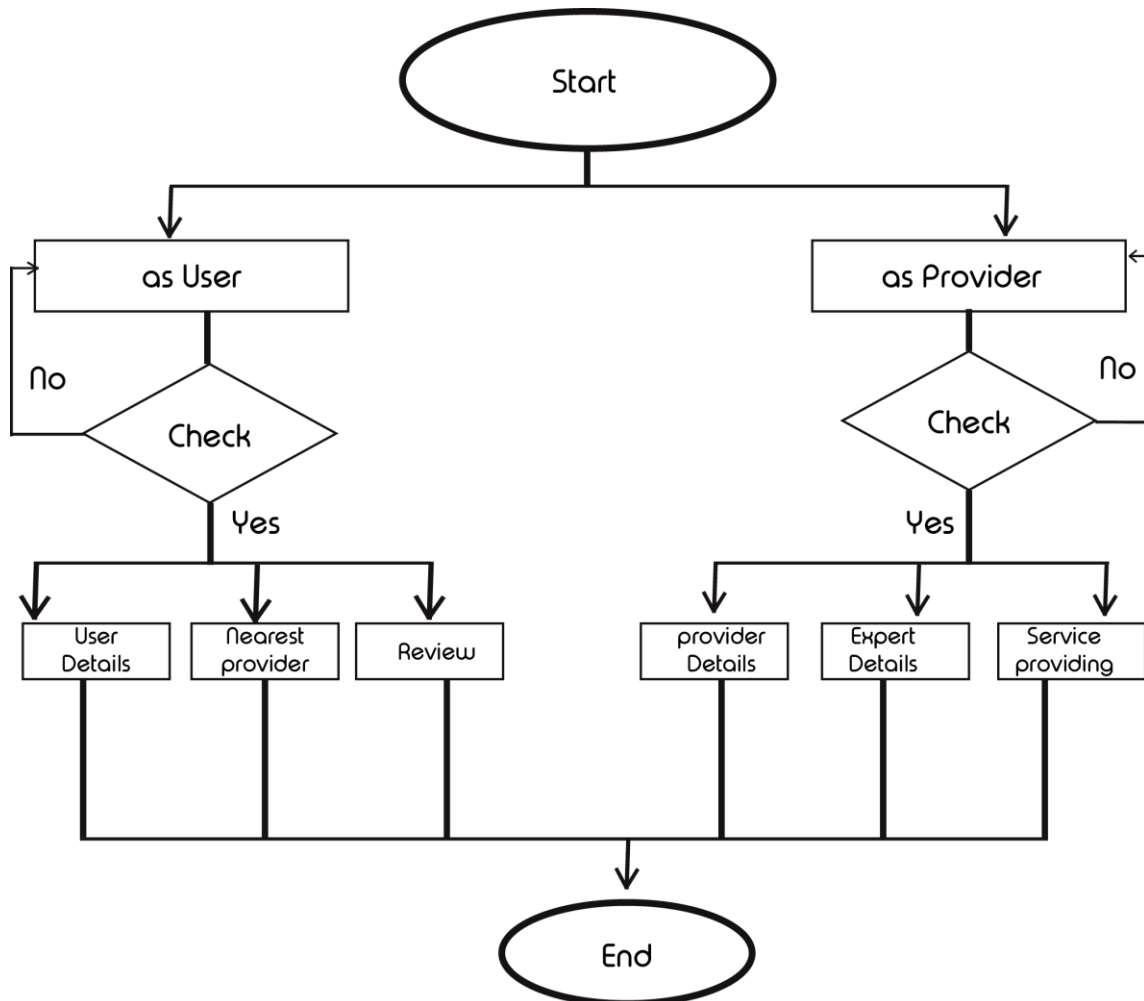 Start
as User
as Provider
No
No
Check
Check
Yes
Yes
User
Details
Nearest
provider
Review
provider
Details
Expert
Details
Service
providing
End